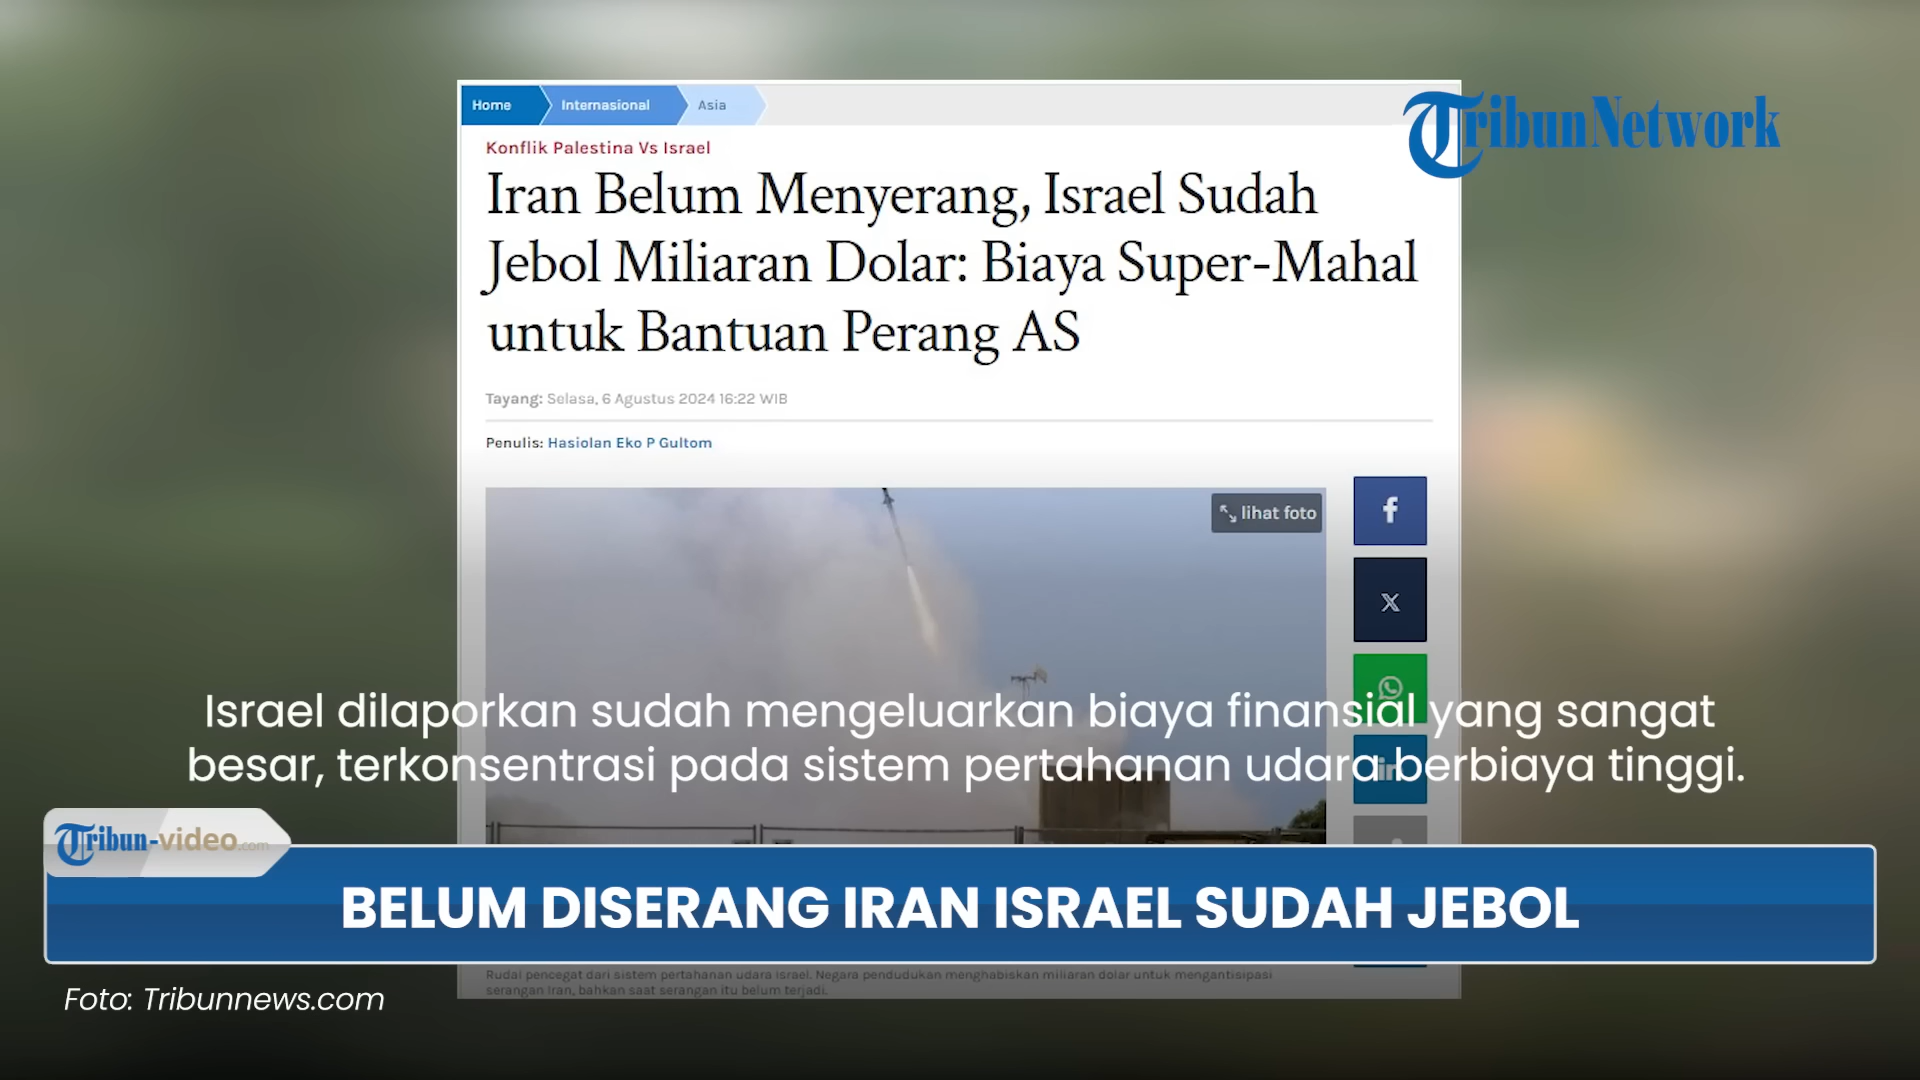 Home Internasional Asia
TribunNetwork
Konflik Palestina Vs Israel
Iran Belum Menyerang, Israel Sudah
Jebol Miliaran Dolar: Biaya Super-Mahal
untuk Bantuan Perang AS
Tayang: Selasa, 6 Agustus 2024 16:22 WIB
Penulis: Hasiolan Eko P Gultom
lihat foto
Israel dilaporkan sudah mengeluarkan biaya finansial yang sangat
besar, terkonsentrasi pada sistem pertahanan udara berbiaya tinggi.
Tribun-video.com
BELUM DISERANG IRAN ISRAEL SUDAH JEBOL
Rudal pencegat dari sistem pertahanan udara Israel. Negara pendudukan menghabiskan miliaran dolar untuk mengantisipasi
serangan Iran, bahkan saat serangan itu belum terjadi.
Foto: Tribunnews.com